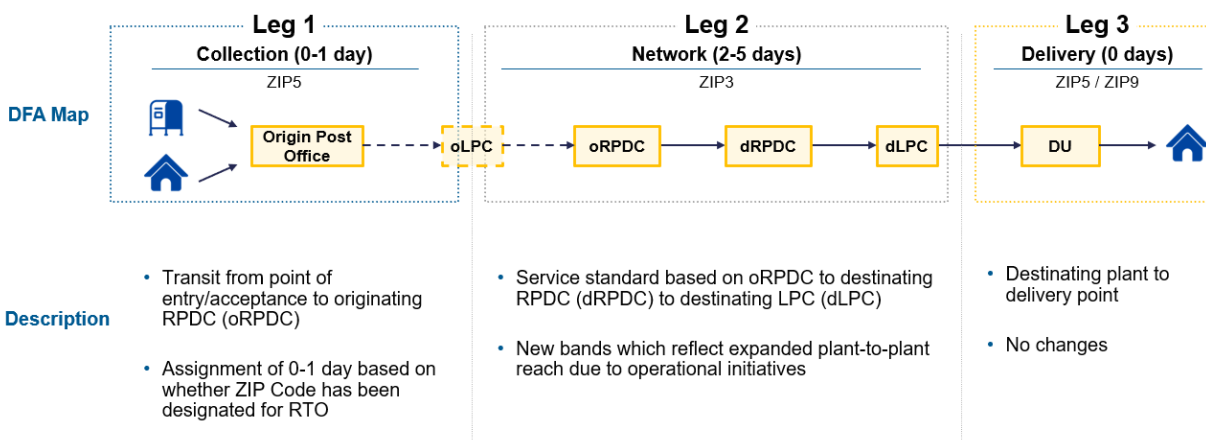 Leg 1
Collection (0-1 day)
ZIP5
Leg 2
Network (2-5 days)
ZIP3
Leg 3
Delivery (0 days)
ZIP5 / ZIP9
DFA Map
Origin Post
Office
oLPC
oRPDC
dRPDC
dLPC
DU
Description
• Transit from point of
entry/acceptance to originating
RPDC (oRPDC)
• Assignment of 0-1 day based on
whether ZIP Code has been
designated for RTO
• Service standard based on oRPDC to destinating
RPDC (dRPDC) to destinating LPC (dLPC)
• New bands which reflect expanded plant-to-plant
reach due to operational initiatives
• Destinating plant to
delivery point
• No changes